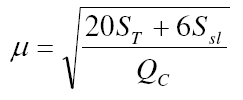 μ = √((20S_T + 6S_sl) / Q_C)